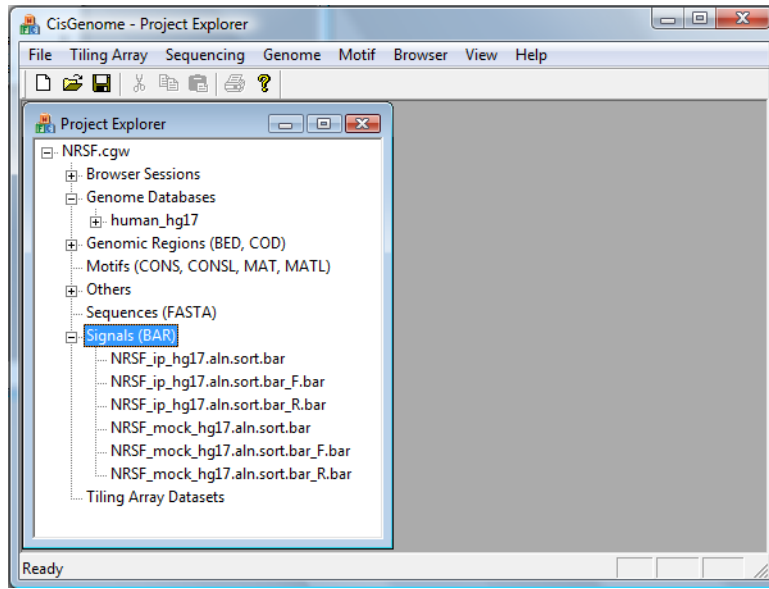 CisGenome - Project Explorer
File Tiling Array Sequencing Genome Motif Browser View Help
Project Explorer
NRSF.cgw
Browser Sessions
Genome Databases
human_hg17
Genomic Regions (BED, COD)
Motifs (CONS, CONSL, MAT, MATL)
Others
Sequences (FASTA)
Signals (BAR)
NRSF_ip_hg17.aln.sort.bar
NRSF_ip_hg17.aln.sort.bar_F.bar
NRSF_ip_hg17.aln.sort.bar_R.bar
NRSF_mock_hg17.aln.sort.bar
NRSF_mock_hg17.aln.sort.bar_F.bar
NRSF_mock_hg17.aln.sort.bar_R.bar
Tiling Array Datasets
Ready